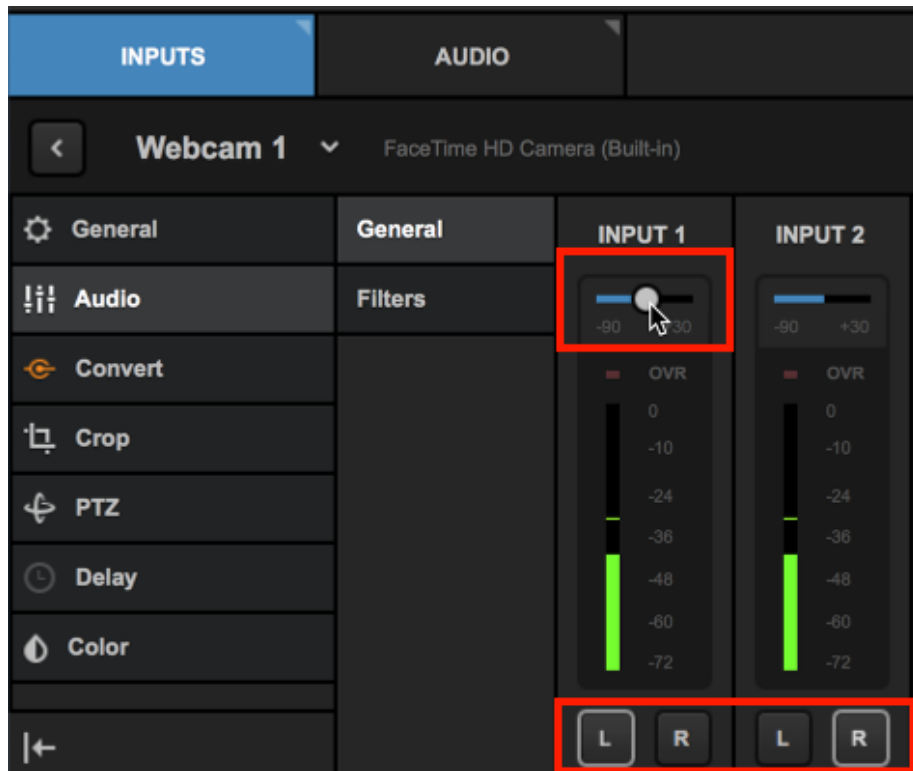 INPUTS AUDIO
Webcam 1 FaceTime HD Camera (Built-in)
General
Audio
Convert
Crop
PTZ
Delay
Color
General
Filters
INPUT 1
-90 +30
OVR
0
-10
-24
-36
-48
-60
-72
L R
INPUT 2
-90 +30
OVR
0
-10
-24
-36
-48
-60
-72
L R